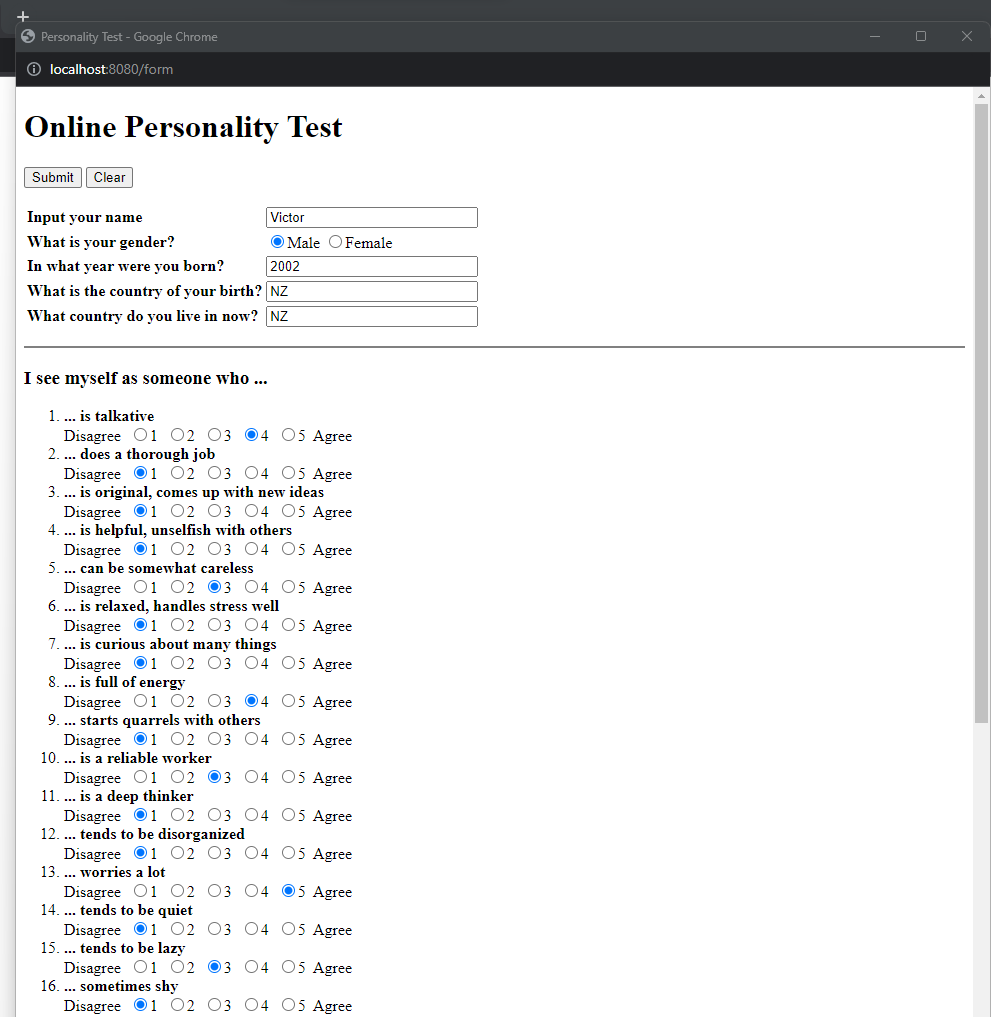 Personality Test - Google Chrome
localhost:8080/form
Online Personality Test
Submit Clear
Input your name Victor
What is your gender? Male Female
In what year were you born? 2002
What is the country of your birth? NZ
What country do you live in now? NZ
I see myself as someone who ...
1. ... is talkative
Disagree 1 2 3 4 5 Agree
2. ... does a thorough job
Disagree 1 2 3 4 5 Agree
3. ... is original, comes up with new ideas
Disagree 1 2 3 4 5 Agree
4. ... is helpful, unselfish with others
Disagree 1 2 3 4 5 Agree
5. ... can be somewhat careless
Disagree 1 2 3 4 5 Agree
6. ... is relaxed, handles stress well
Disagree 1 2 3 4 5 Agree
7. ... is curious about many things
Disagree 1 2 3 4 5 Agree
8. ... is full of energy
Disagree 1 2 3 4 5 Agree
9. ... starts quarrels with others
Disagree 1 2 3 4 5 Agree
10. ... is a reliable worker
Disagree 1 2 3 4 5 Agree
11. ... is a deep thinker
Disagree 1 2 3 4 5 Agree
12. ... tends to be disorganized
Disagree 1 2 3 4 5 Agree
13. ... worries a lot
Disagree 1 2 3 4 5 Agree
14. ... tends to be quiet
Disagree 1 2 3 4 5 Agree
15. ... tends to be lazy
Disagree 1 2 3 4 5 Agree
16. ... sometimes shy
Disagree 1 2 3 4 5 Agree